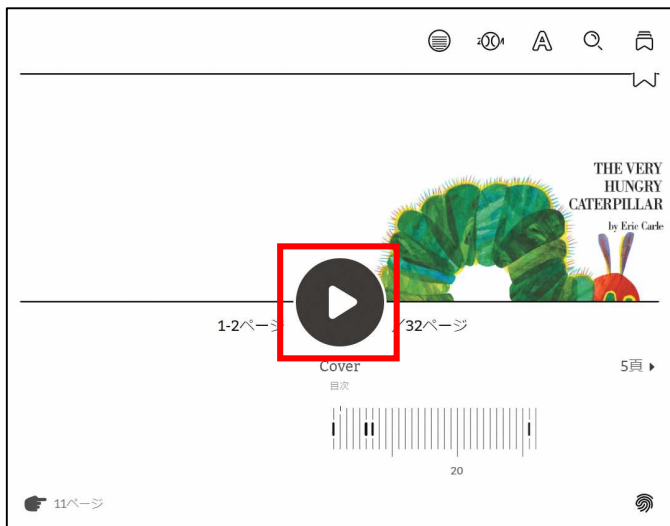 THE VERY
HUNGRY
CATERPILLAR
by Eric Carle
1-2ページ /32ページ
Cover
5頁
目次
20
11ページ